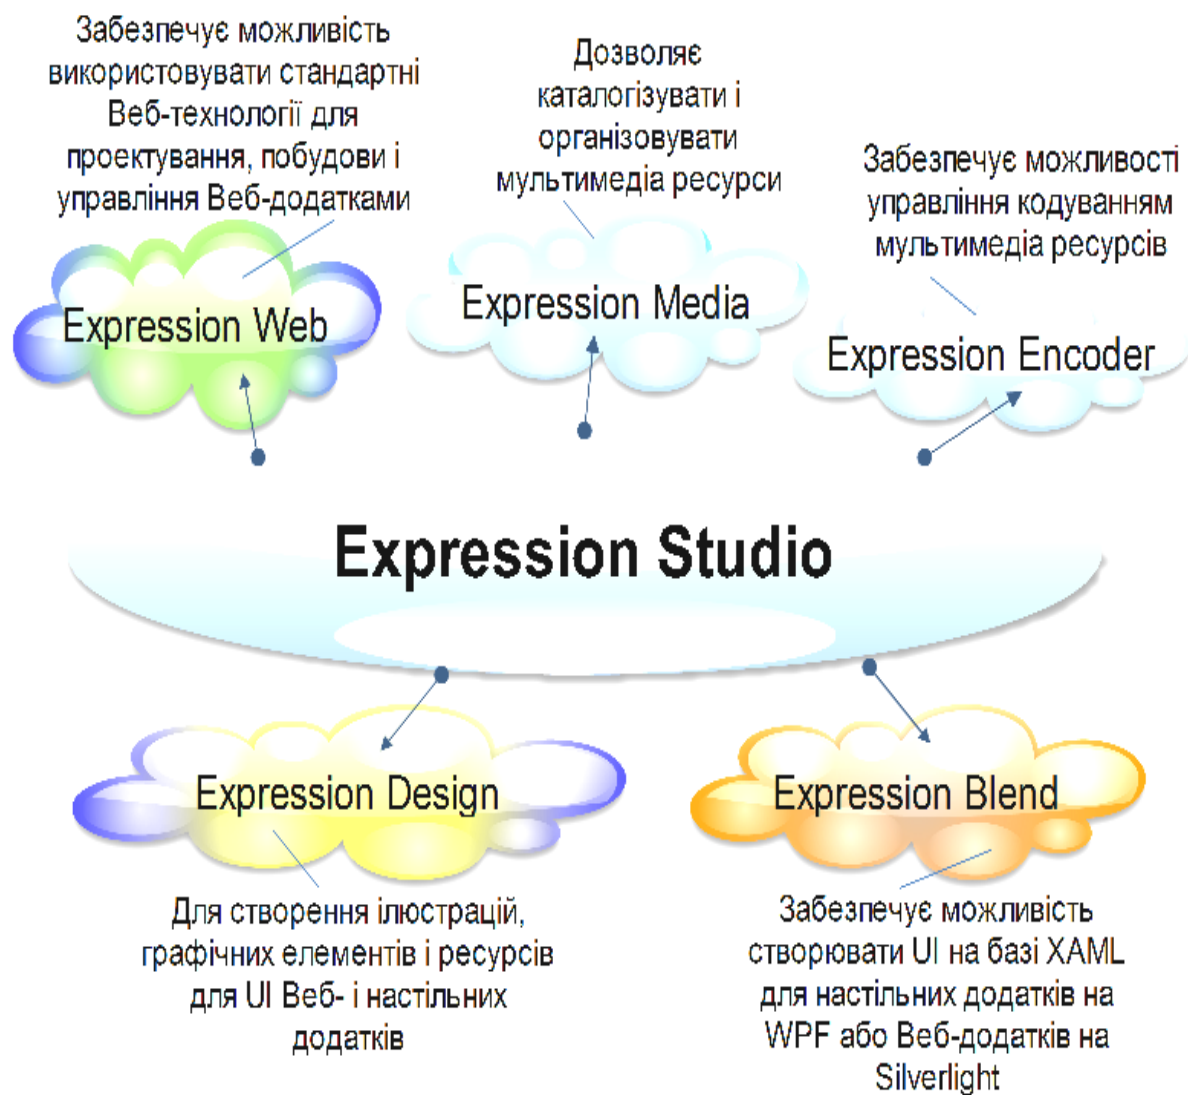 Забезпечує можливість
використовувати стандартні
Веб-технології для
проектування, побудови і
управління Веб-додатками
Expression Web
Дозволяє
каталогізувати і
організовувати
мультимедіа ресурси
Expression Media
Забезпечує можливості
управління кодуванням
мультимедіа ресурсів
Expression Encoder
Expression Studio
Expression Design
Для створення ілюстрацій,
графічних елементів і ресурсів
для UI Веб- і настільних
додатків
Expression Blend
Забезпечує можливість
створювати UI на базі XAML
для настільних додатків на
WPF або Веб-додатків на
Silverlight